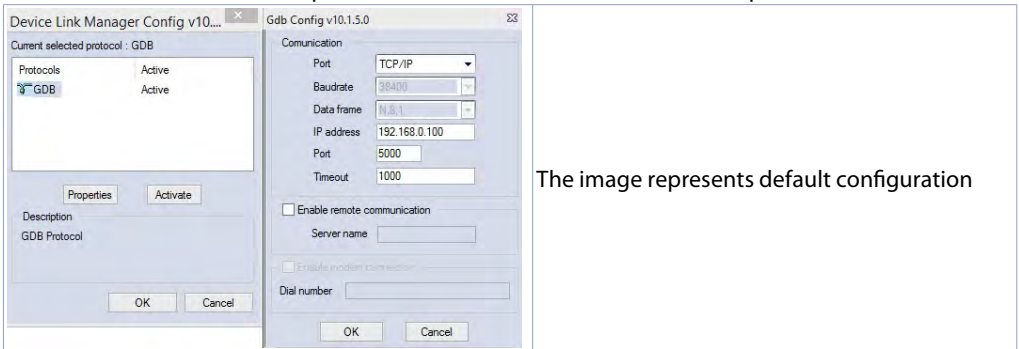 Device Link Manager Config v10....
Current selected protocol : GDB
Protocols Active
GDB Active
Properties Activate
Description
GDB Protocol
OK Cancel
Gdb Config v10.1.5.0
Comunication
Port TCP/IP
Baudrate 38400
Data frame N.8.1
IP address 192.168.0.100
Port 5000
Timeout 1000
Enable remote communication
Server name
Enable modem connection
Dial number
OK Cancel
The image represents default configuration